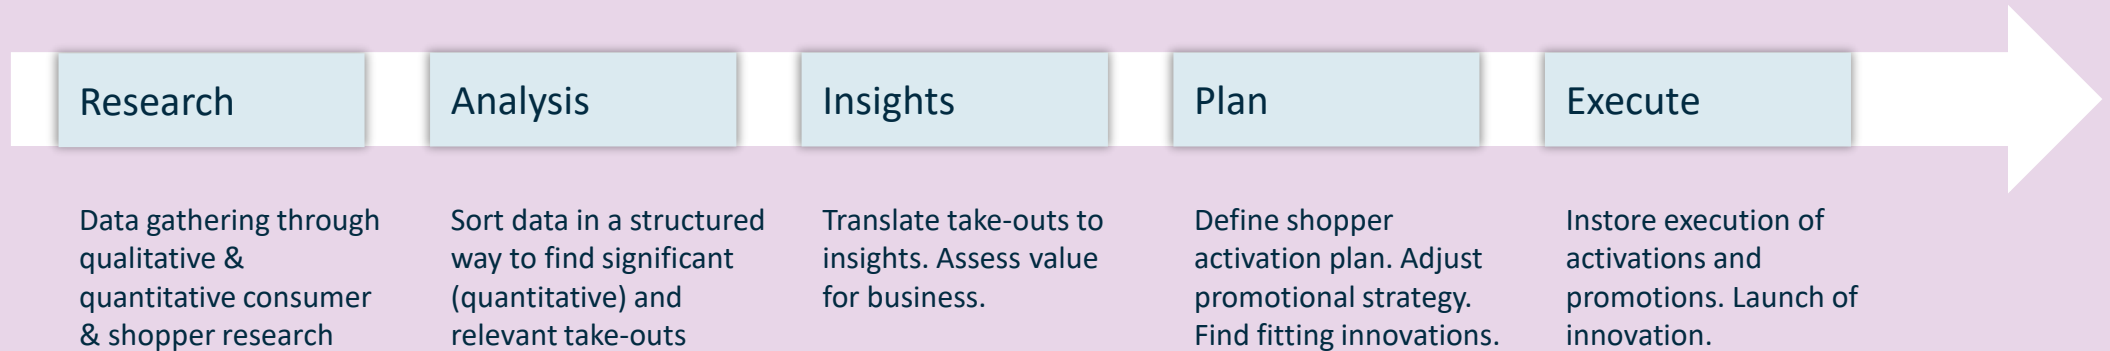 Research
Data gathering through
qualitative &
quantitative consumer
& shopper research
Analysis
Sort data in a structured
way to find significant
(quantitative) and
relevant take-outs
Insights
Translate take-outs to
insights. Assess value
for business.
Plan
Define shopper
activation plan. Adjust
promotional strategy.
Find fitting innovations.
Execute
Instore execution of
activations and
promotions. Launch of
innovation.